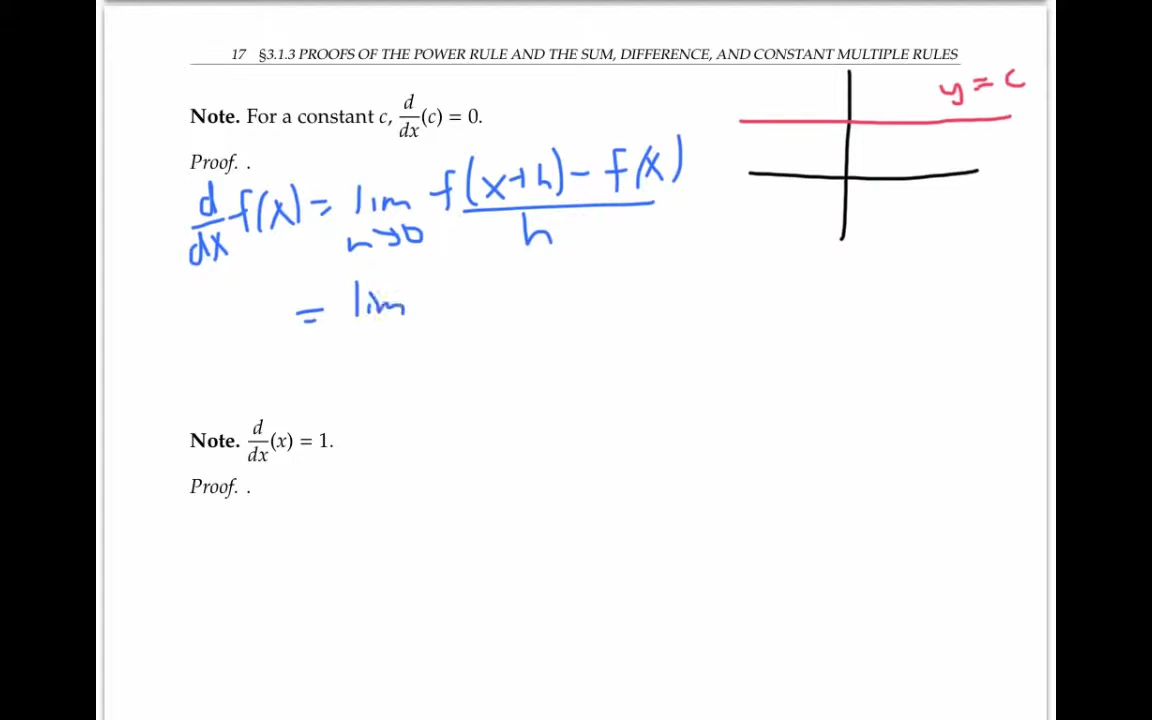 17 §3.1.3 PROOFS OF THE POWER RULE AND THE SUM, DIFFERENCE, AND CONSTANT MULTIPLE RULES
y = c
Note. For a constant c, d/dx (c) = 0.
Proof. .
d/dx f(x) = lim h→0 f(x+h) - f(x) / h
= lim
Note. d/dx (x) = 1.
Proof. .